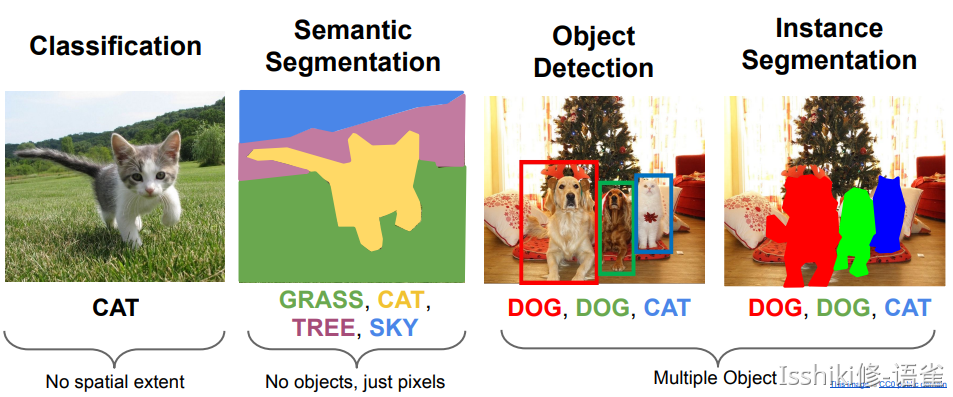 Classification
Semantic
Segmentation
Object
Detection
Instance
Segmentation
CAT
GRASS, CAT,
TREE, SKY
DOG, DOG, CAT
DOG, DOG, CAT
No spatial extent
No objects, just pixels
Multiple Object
Isshiki修-语雀